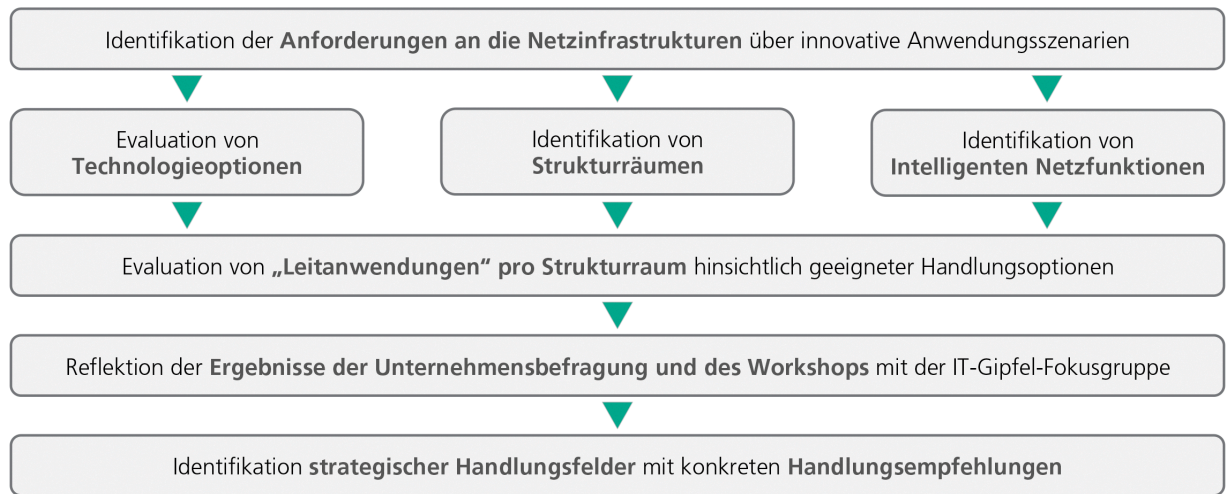 Identifikation der Anforderungen an die Netzinfrastrukturen über innovative Anwendungsszenarien
Evaluation von
Technologieoptionen
Identifikation von
Strukturräumen
Identifikation von
Intelligenten Netzfunktionen
Evaluation von „Leitanwendungen“ pro Strukturraum hinsichtlich geeigneter Handlungsoptionen
Reflektion der Ergebnisse der Unternehmensbefragung und des Workshops mit der IT-Gipfel-Fokusgruppe
Identifikation strategischer Handlungsfelder mit konkreten Handlungsempfehlungen